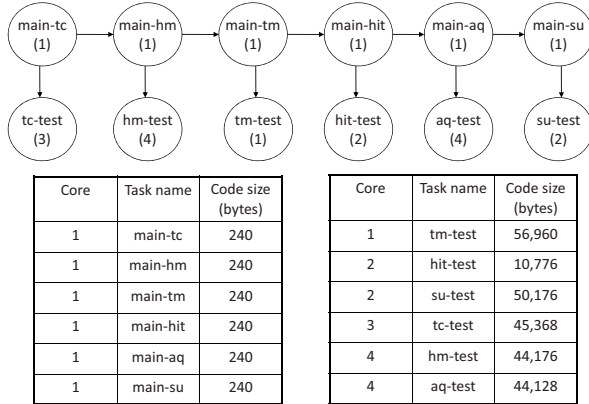 main-tc main-hm main-tm main-hit main-aq main-su
(1) (1) (1) (1) (1) (1)
tc-test hm-test tm-test hit-test aq-test su-test
(3) (4) (1) (2) (4) (2)
Core Task name Code size
(bytes)
1 main-tc 240
1 main-hm 240
1 main-tm 240
1 main-hit 240
1 main-aq 240
1 main-su 240
Core Task name Code size
(bytes)
1 tm-test 56,960
2 hit-test 10,776
2 su-test 50,176
3 tc-test 45,368
4 hm-test 44,176
4 aq-test 44,128